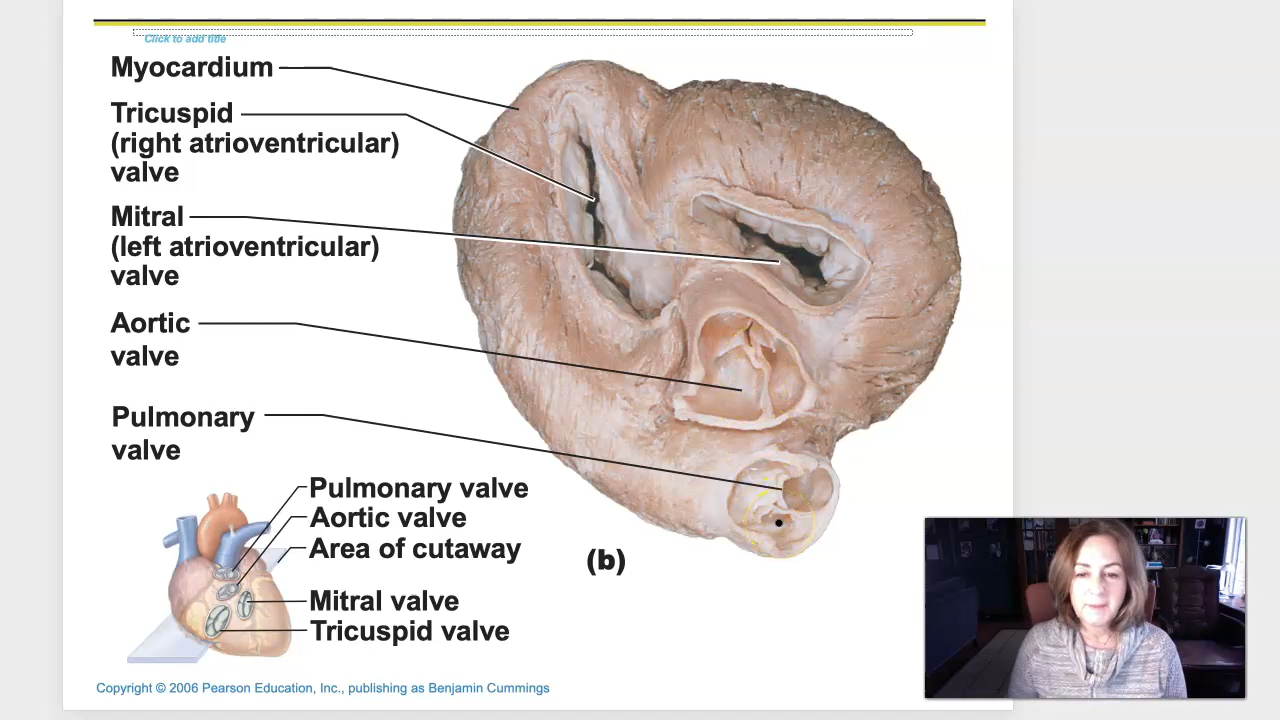 Click to add title
Myocardium
Tricuspid
(right atrioventricular)
valve
Mitral
(left atrioventricular)
valve
Aortic
valve
Pulmonary
valve
Pulmonary valve
Aortic valve
Area of cutaway
Mitral valve
Tricuspid valve
(b)
Copyright © 2006 Pearson Education, Inc., publishing as Benjamin Cummings